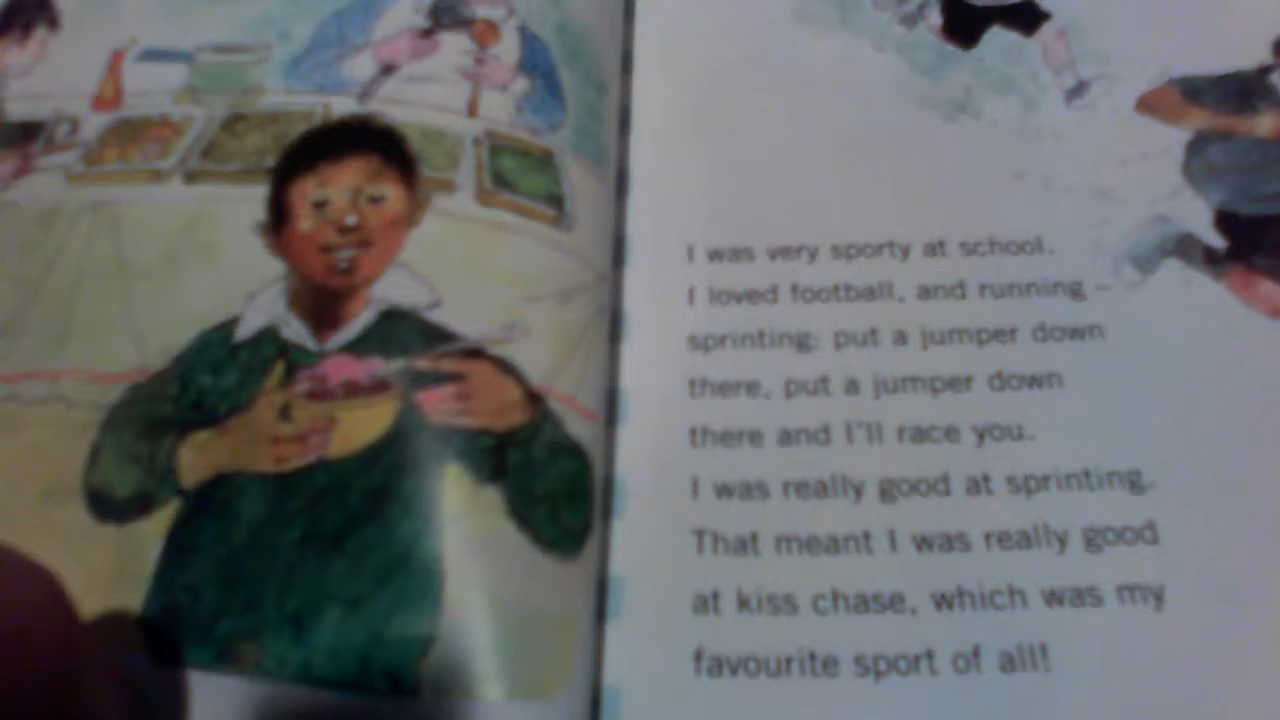 I was very sporty at school.
I loved football, and running –
sprinting: put a jumper down
there, put a jumper down
there and I'll race you.
I was really good at sprinting.
That meant I was really good
at kiss chase, which was my
favourite sport of all!